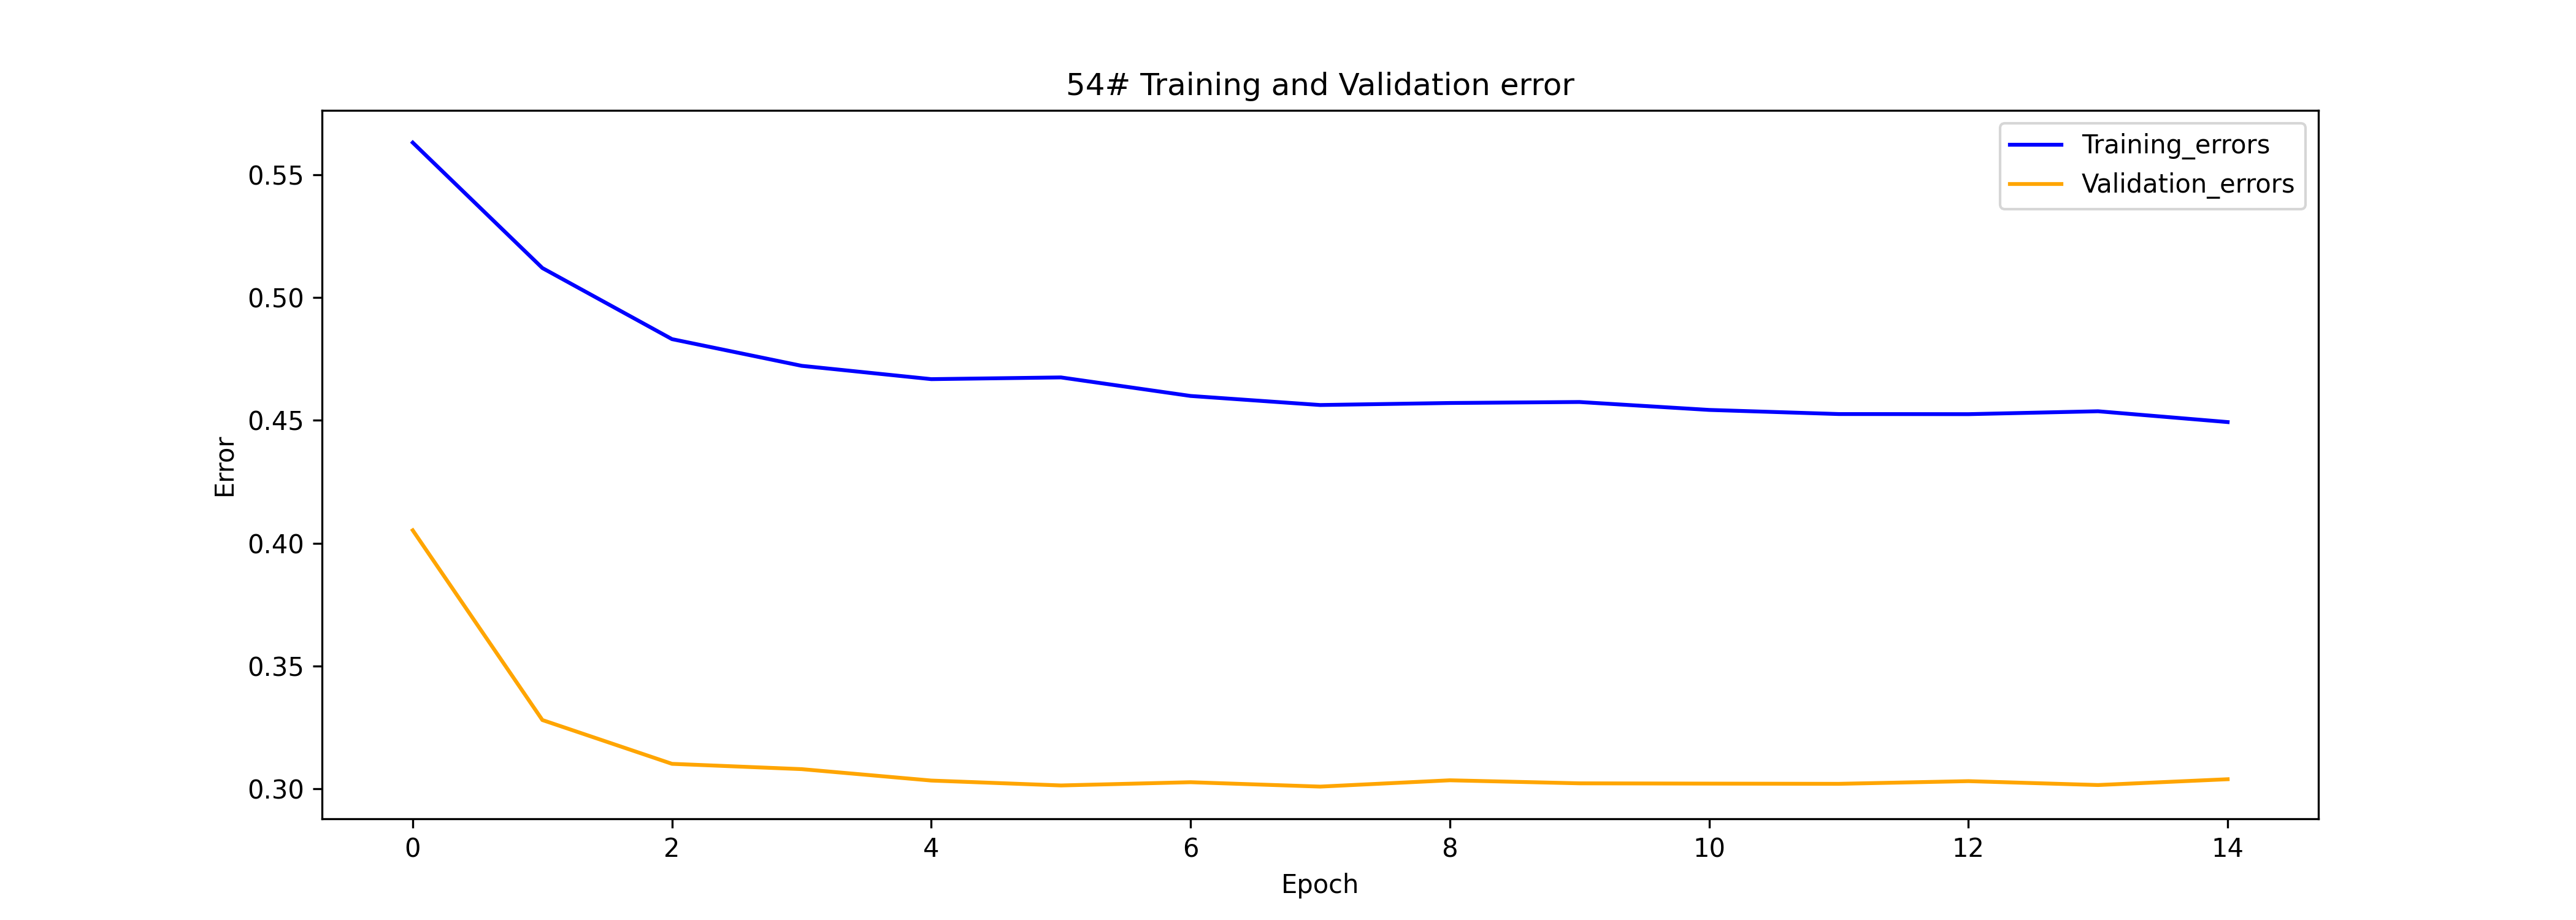 54# Training and Validation error
Training_errors
Validation_errors
0.55
0.50
0.45
0.40
0.35
0.30
Error
0 2 4 6 8 10 12 14
Epoch